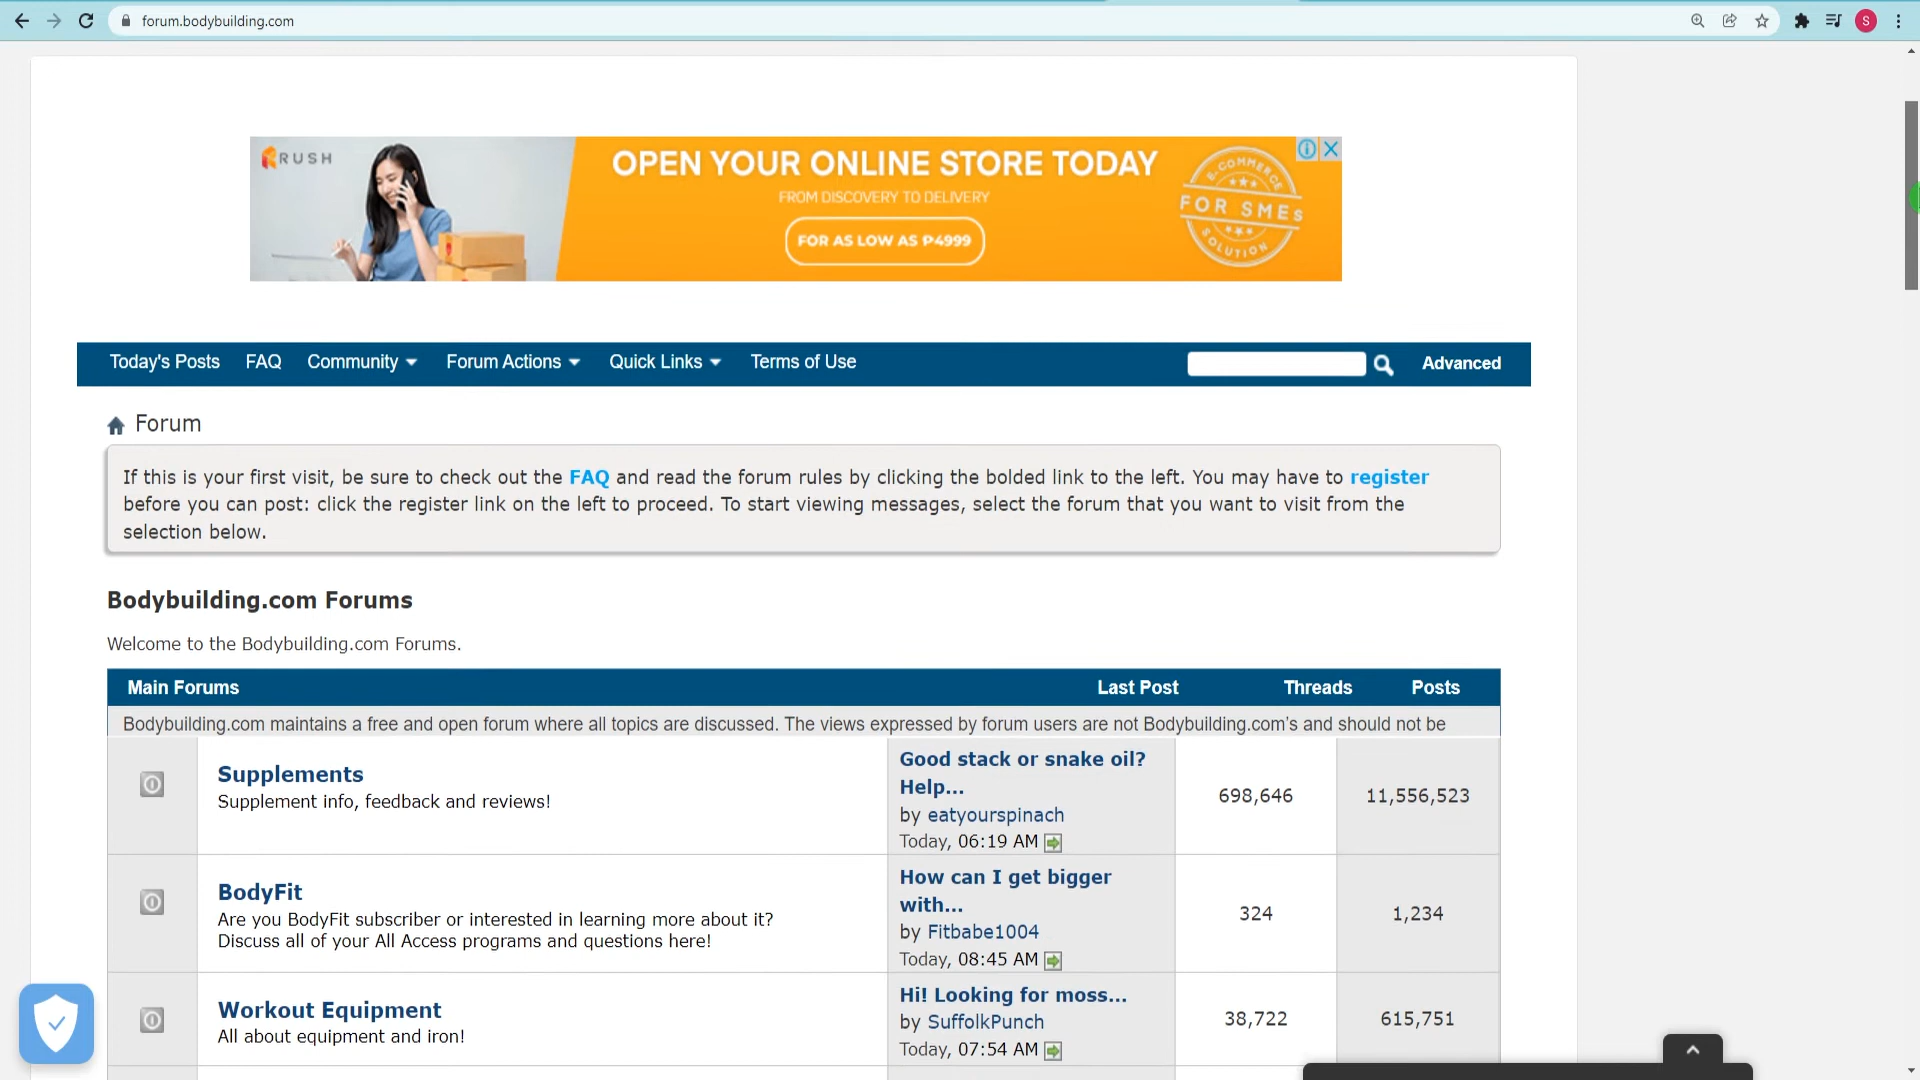 forum.bodybuilding.com
S
RUSH
OPEN YOUR ONLINE STORE TODAY
FROM DISCOVERY TO DELIVERY
FOR AS LOW AS ₱4999
E-COMMERCE
FOR SMEs
SOLUTION
Today's Posts FAQ Community Forum Actions Quick Links Terms of Use Advanced
Forum
If this is your first visit, be sure to check out the FAQ and read the forum rules by clicking the bolded link to the left. You may have to register
before you can post: click the register link on the left to proceed. To start viewing messages, select the forum that you want to visit from the
selection below.
Bodybuilding.com Forums
Welcome to the Bodybuilding.com Forums.
Main Forums Last Post Threads Posts
Bodybuilding.com maintains a free and open forum where all topics are discussed. The views expressed by forum users are not Bodybuilding.com's and should not be
Supplements
Supplement info, feedback and reviews!
Good stack or snake oil?
Help...
by eatyourspinach
Today, 06:19 AM
698,646
11,556,523
BodyFit
Are you BodyFit subscriber or interested in learning more about it?
Discuss all of your All Access programs and questions here!
How can I get bigger
with...
by Fitbabe1004
Today, 08:45 AM
324
1,234
Workout Equipment
All about equipment and iron!
Hi! Looking for moss...
by SuffolkPunch
Today, 07:54 AM
38,722
615,751